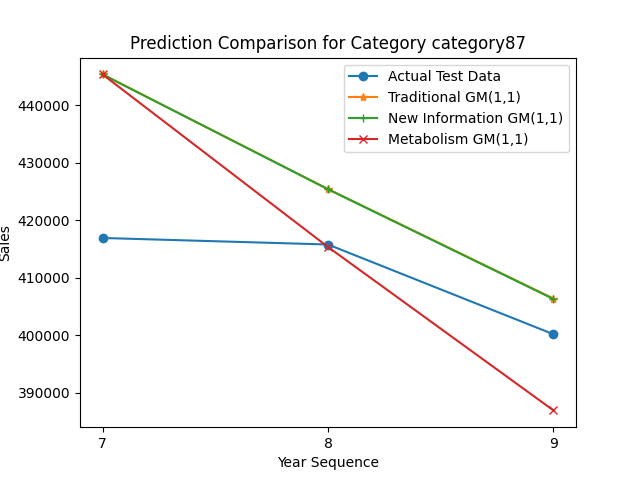 Prediction Comparison for Category category87
Actual Test Data
Traditional GM(1,1)
New Information GM(1,1)
Metabolism GM(1,1)
440000
430000
420000
410000
400000
390000
Sales
7
8
9
Year Sequence